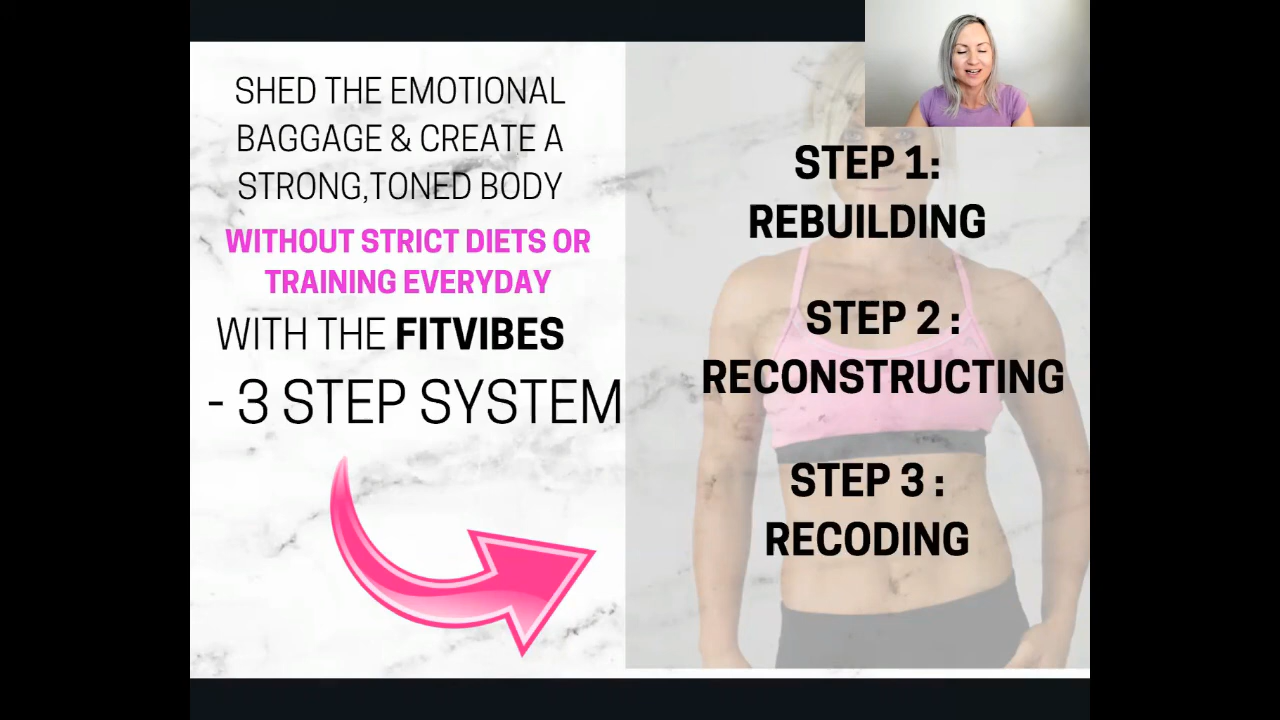 SHED THE EMOTIONAL
BAGGAGE & CREATE A
STRONG,TONED BODY
WITHOUT STRICT DIETS OR
TRAINING EVERYDAY
WITH THE FITVIBES
- 3 STEP SYSTEM
STEP 1:
REBUILDING
STEP 2 :
RECONSTRUCTING
STEP 3 :
RECODING